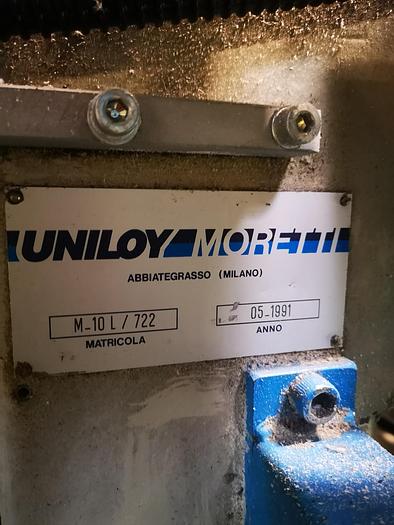 UNILOY MORETTI
ABBIATEGRASSO (MILANO)
M-10 L / 722 05-1991
MATRICOLA ANNO